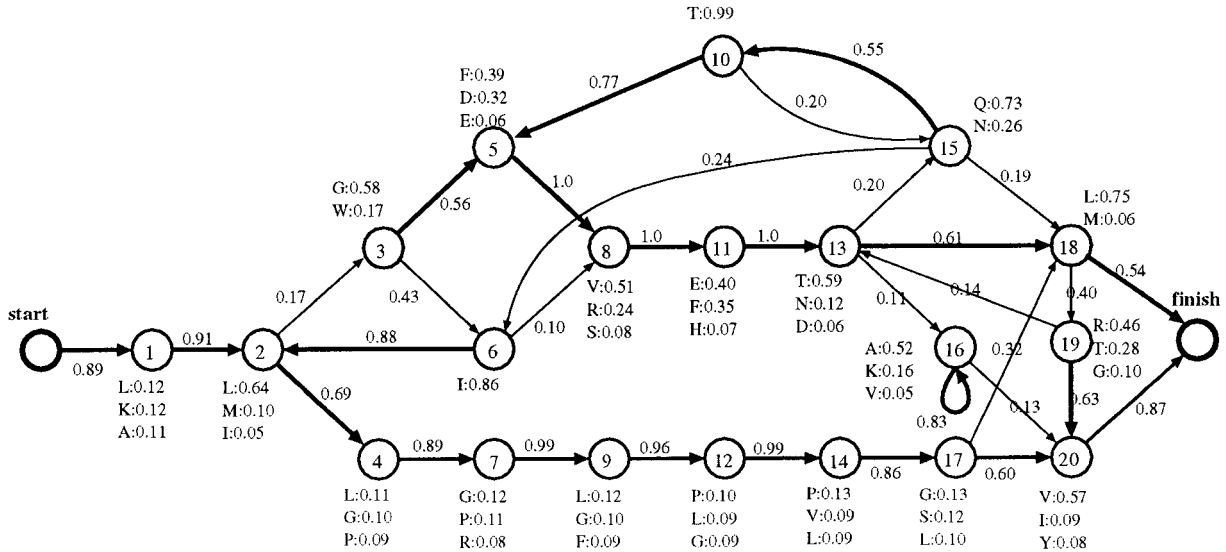 T:0.99
10
0.55
F:0.39
D:0.32
E:0.06
0.77
0.20
Q:0.73
N:0.26
5
15
0.24
G:0.58
W:0.17
0.56
1.0
0.20
0.19
L:0.75
M:0.06
3
8
1.0
11
1.0
13
0.61
18
0.54
V:0.51
R:0.24
S:0.08
E:0.40
F:0.35
H:0.07
T:0.59
N:0.12
D:0.06
0.17
0.43
0.10
0.11
0.14
0.40
finish
start
0.89
1
0.91
2
0.88
6
I:0.86
16
A:0.52
K:0.16
V:0.05
0.32
19
R:0.46
T:0.28
G:0.10
L:0.12
K:0.12
A:0.11
L:0.64
M:0.10
I:0.05
0.69
0.83
0.13
0.63
0.87
4
0.89
7
0.99
9
0.96
12
0.99
14
0.86
17
0.60
20
L:0.11
G:0.10
P:0.09
G:0.12
P:0.11
R:0.08
L:0.12
G:0.10
F:0.09
P:0.10
L:0.09
G:0.09
P:0.13
V:0.09
L:0.09
G:0.13
S:0.12
L:0.10
V:0.57
I:0.09
Y:0.08